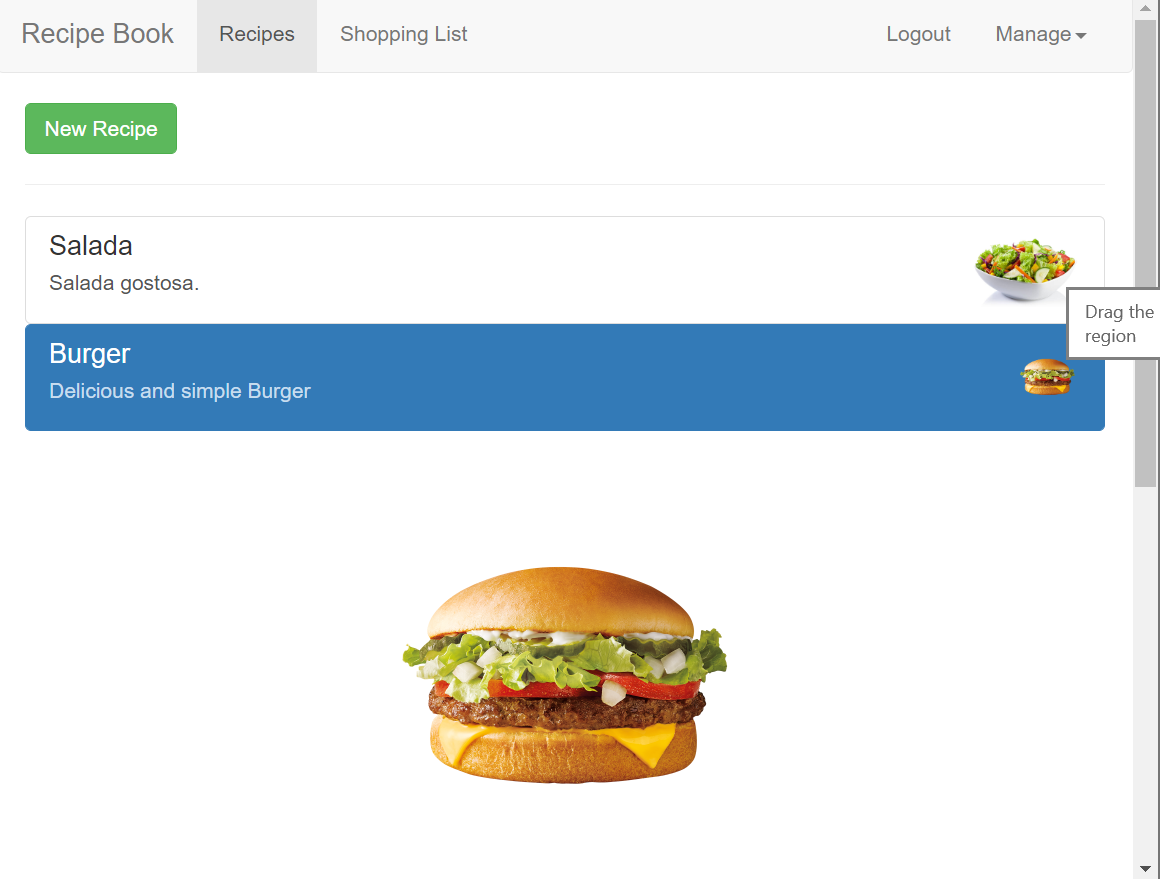 Recipe Book Recipes Shopping List Logout Manage
New Recipe
Salada
Salada gostosa.
Drag the
region
Burger
Delicious and simple Burger